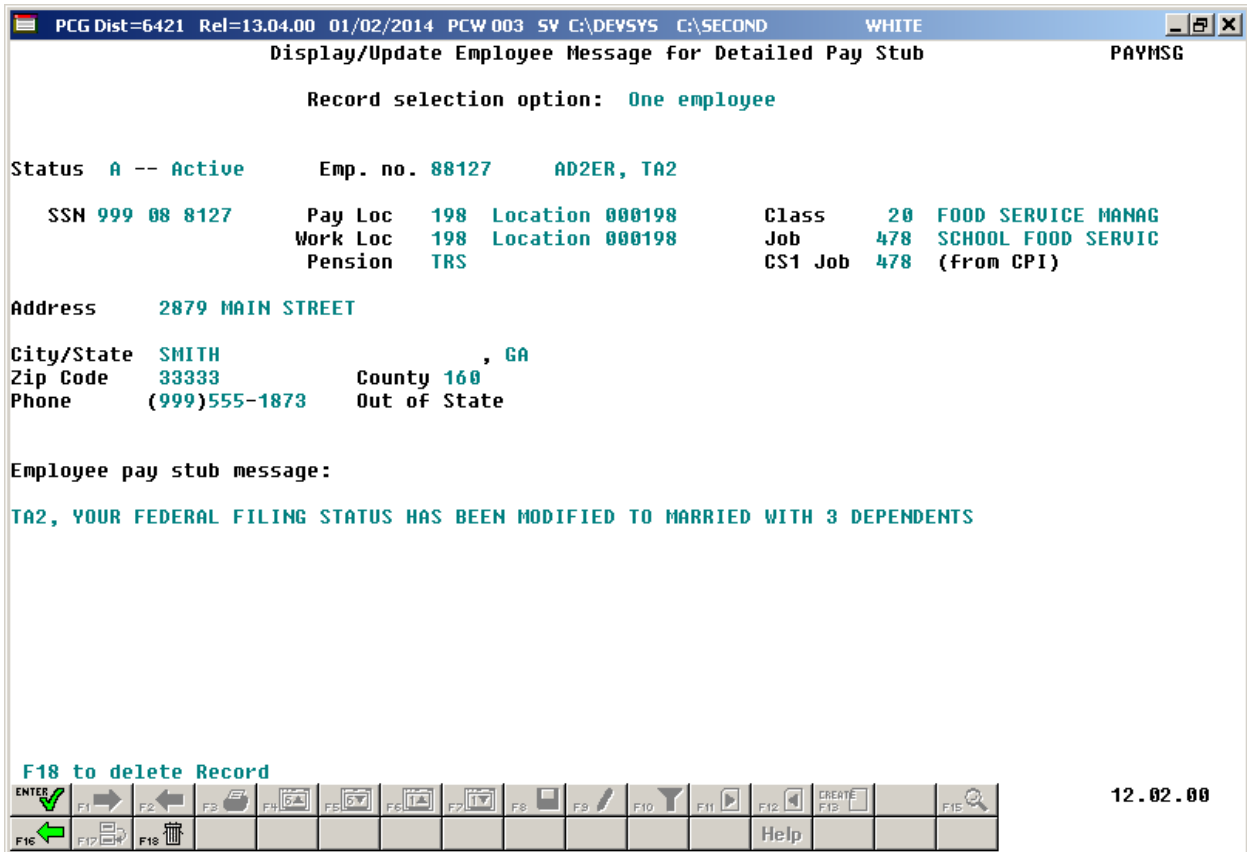 PCG Dist=6421 Rel=13.04.00 01/02/2014 PCW 003 SV C:\DEVSYS C:\SECOND WHITE
Display/Update Employee Message for Detailed Pay Stub PAYMSG
Record selection option: One employee
Status A -- Active Emp. no. 88127 AD2ER, TA2
SSN 999 08 8127 Pay Loc 198 Location 000198 Class 20 FOOD SERVICE MANAG
Work Loc 198 Location 000198 Job 478 SCHOOL FOOD SERVIC
Pension TRS CS1 Job 478 (from CPI)
Address 2879 MAIN STREET
City/State SMITH , GA
Zip Code 33333 County 160
Phone (999)555-1873 Out of State
Employee pay stub message:
TA2, YOUR FEDERAL FILING STATUS HAS BEEN MODIFIED TO MARRIED WITH 3 DEPENDENTS
F18 to delete Record
ENTER F1 F2 F3 F4 F5 F6 F7 F8 F9 F10 F11 F12 CREATE F13 F15 12.02.00
F16 F17 F18 Help